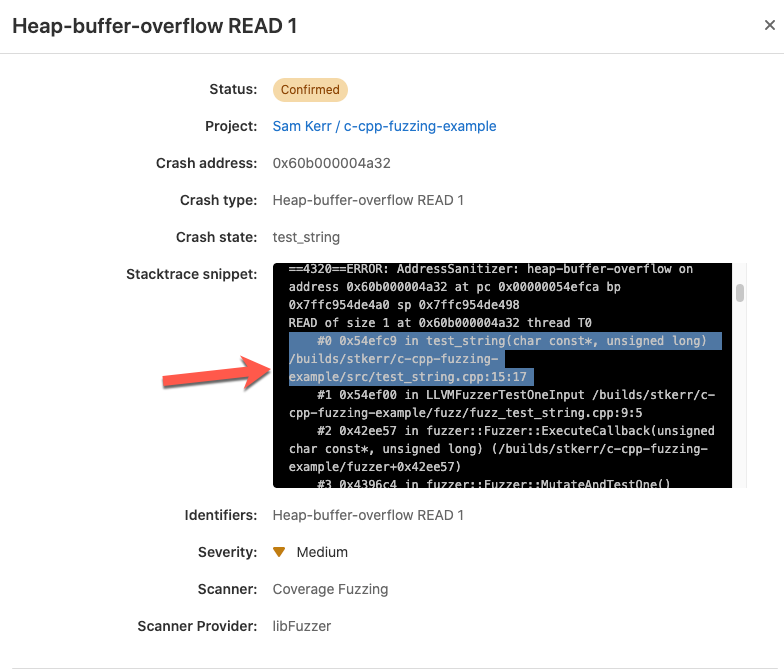 Heap-buffer-overflow READ 1
×
Status: Confirmed
Project: Sam Kerr / c-cpp-fuzzing-example
Crash address: 0x60b000004a32
Crash type: Heap-buffer-overflow READ 1
Crash state: test_string
Stacktrace snippet:
==4320==ERROR: AddressSanitizer: heap-buffer-overflow on
address 0x60b000004a32 at pc 0x00000054efca bp
0x7ffc954de4a0 sp 0x7ffc954de498
READ of size 1 at 0x60b000004a32 thread T0
#0 0x54efc9 in test_string(char const*, unsigned long)
/builds/stkerr/c-cpp-fuzzing-
example/src/test_string.cpp:15:17
#1 0x54ef00 in LLVMFuzzerTestOneInput /builds/stkerr/c-
cpp-fuzzing-example/fuzz/fuzz_test_string.cpp:9:5
#2 0x42ee57 in fuzzer::Fuzzer::ExecuteCallback(unsigned
char const*, unsigned long) (/builds/stkerr/c-cpp-fuzzing-
example/fuzzer+0x42ee57)
#3 0x4396c4 in fuzzer::Fuzzer::MutateAndTestOne()
Identifiers: Heap-buffer-overflow READ 1
Severity: Medium
Scanner: Coverage Fuzzing
Scanner Provider: libFuzzer